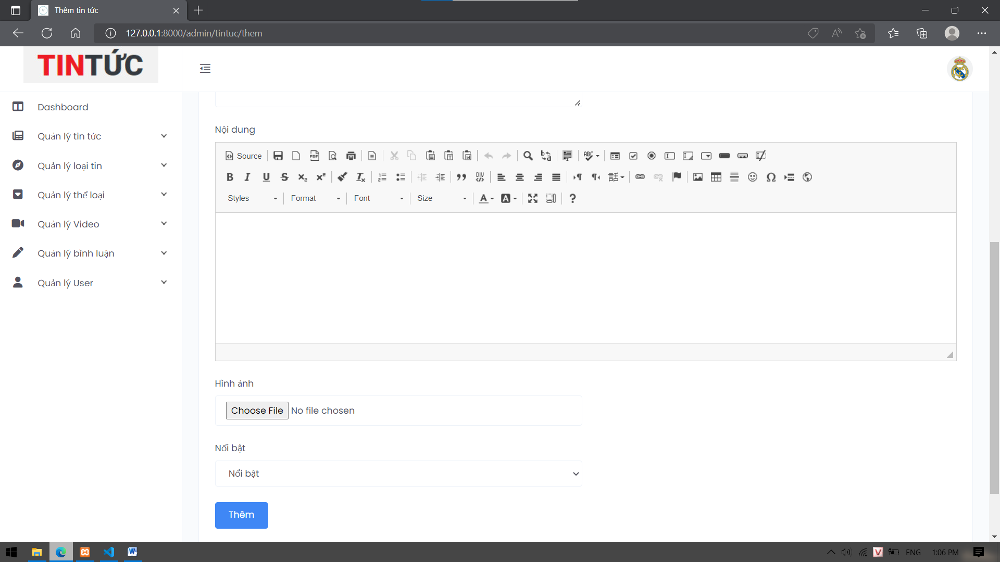 Thêm tin tức
127.0.0.1:8000/admin/tintuc/them
TINTỨC
Dashboard
Quản lý tin tức
Quản lý loại tin
Quản lý thể loại
Quản lý Video
Quản lý bình luận
Quản lý User
Nội dung
Source
Styles
Format
Font
Size
Hình ảnh
Choose File No file chosen
Nổi bật
Nổi bật
Thêm
ENG
1:06 PM